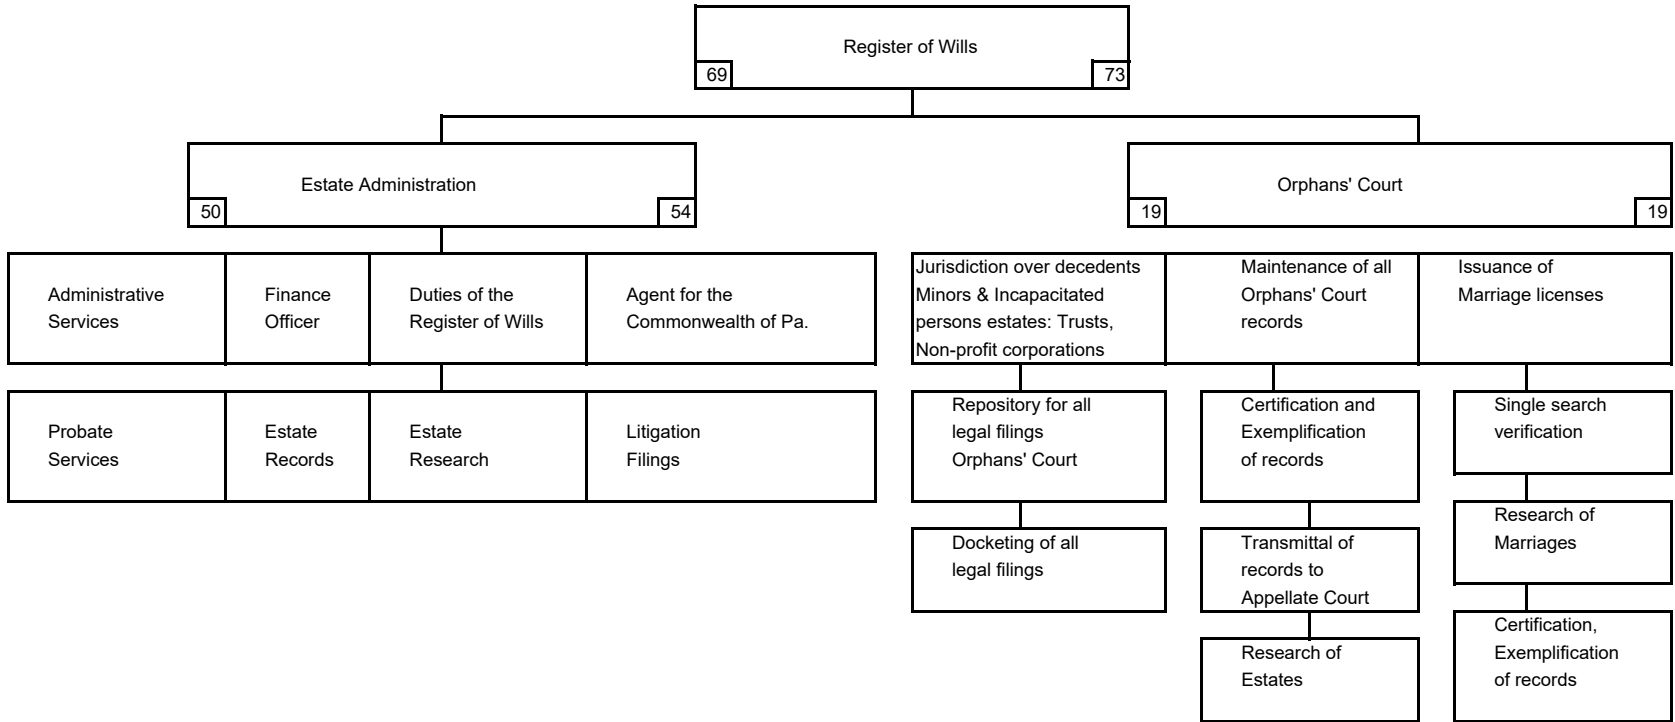 Register of Wills
69
73
Estate Administration
50
54
Orphans' Court
19
19
Administrative
Services
Finance
Officer
Duties of the
Register of Wills
Agent for the
Commonwealth of Pa.
Jurisdiction over decedents
Minors & Incapacitated
persons estates: Trusts,
Non-profit corporations
Maintenance of all
Orphans' Court
records
Issuance of
Marriage licenses
Probate
Services
Estate
Records
Estate
Research
Litigation
Filings
Repository for all
legal filings
Orphans' Court
Certification and
Exemplification
of records
Single search
verification
Docketing of all
legal filings
Transmittal of
records to
Appellate Court
Research of
Marriages
Research of
Estates
Certification,
Exemplification
of records